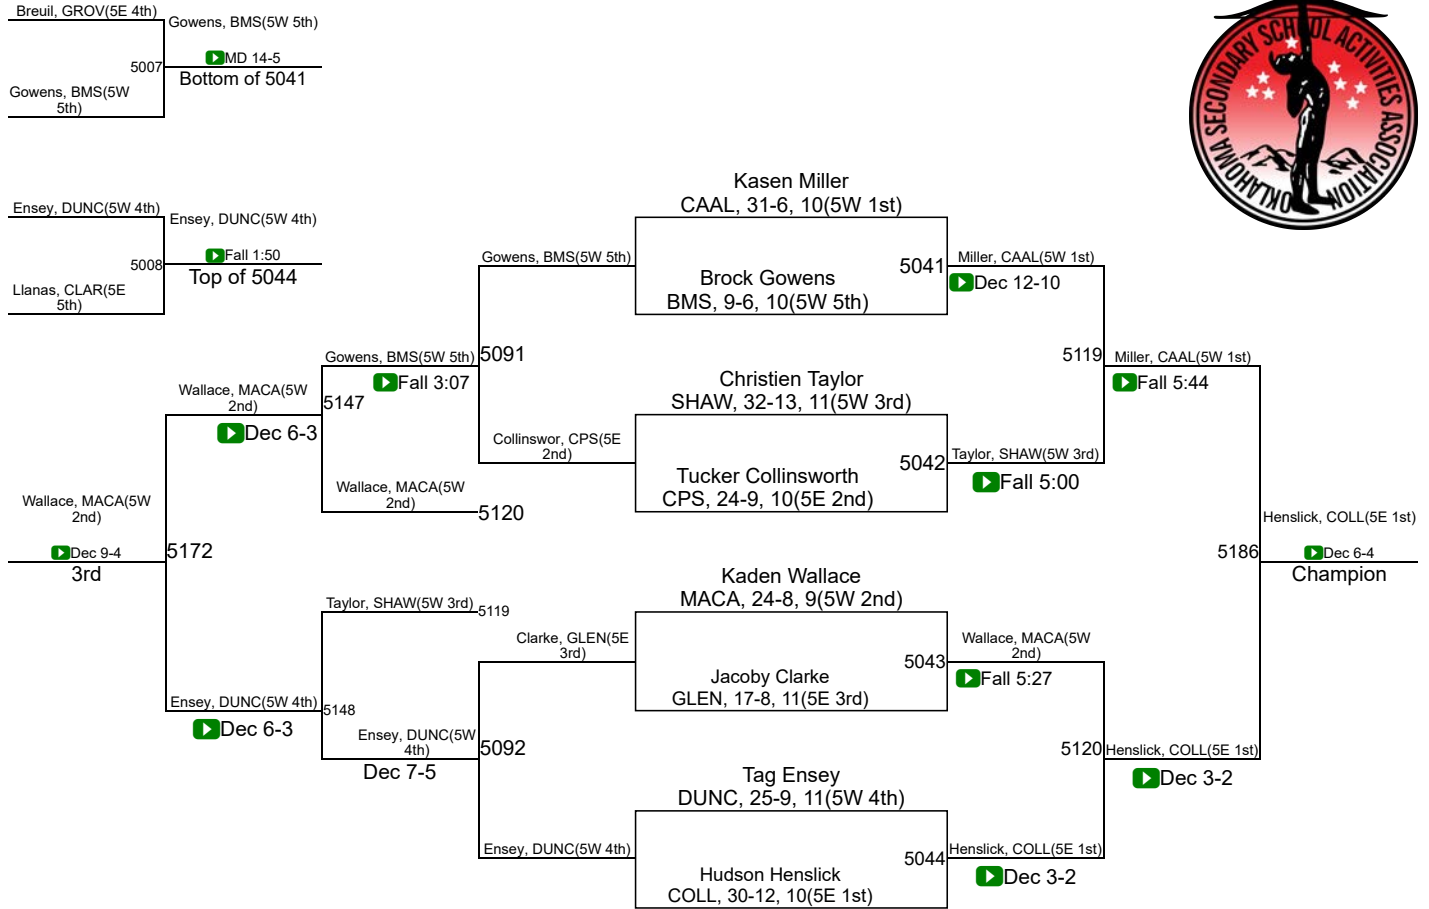 Breuil, GROV(5E 4th)
Gowens, BMS(5W 5th)
MD 14-5
5007
Bottom of 5041
Gowens, BMS(5W
5th)
OKLAHOMA SECONDARY SCHOOL ACTIVITIES ASSOCIATION
Ensey, DUNC(5W 4th)
Ensey, DUNC(5W 4th)
Fall 1:50
5008
Top of 5044
Llanas, CLAR(5E
5th)
Kasen Miller
CAAL, 31-6, 10(5W 1st)
Gowens, BMS(5W 5th)
Brock Gowens
BMS, 9-6, 10(5W 5th)
5041
Miller, CAAL(5W 1st)
Dec 12-10
Gowens, BMS(5W 5th)
Fall 3:07
5091
5119
Miller, CAAL(5W 1st)
Fall 5:44
Wallace, MACA(5W
2nd)
Dec 6-3
5147
Christien Taylor
SHAW, 32-13, 11(5W 3rd)
Collinswor, CPS(5E
2nd)
Tucker Collinsworth
CPS, 24-9, 10(5E 2nd)
5042
Taylor, SHAW(5W 3rd)
Fall 5:00
Wallace, MACA(5W
2nd)
5120
Wallace, MACA(5W
2nd)
Dec 9-4
3rd
5172
5186
Henslick, COLL(5E 1st)
Dec 6-4
Champion
Kaden Wallace
MACA, 24-8, 9(5W 2nd)
Taylor, SHAW(5W 3rd)
5119
Clarke, GLEN(5E
3rd)
Jacoby Clarke
GLEN, 17-8, 11(5E 3rd)
5043
Wallace, MACA(5W
2nd)
Fall 5:27
Ensey, DUNC(5W 4th)
Dec 6-3
5148
Ensey, DUNC(5W
4th)
Dec 7-5
5092
5120
Henslick, COLL(5E 1st)
Dec 3-2
Tag Ensey
DUNC, 25-9, 11(5W 4th)
Ensey, DUNC(5W 4th)
Hudson Henslick
COLL, 30-12, 10(5E 1st)
5044
Henslick, COLL(5E 1st)
Dec 3-2